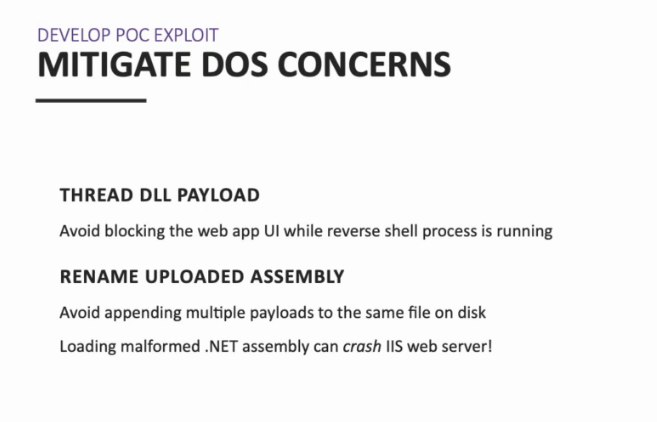 DEVELOP POC EXPLOIT
MITIGATE DOS CONCERNS
THREAD DLL PAYLOAD
Avoid blocking the web app UI while reverse shell process is running
RENAME UPLOADED ASSEMBLY
Avoid appending multiple payloads to the same file on disk
Loading malformed .NET assembly can crash IIS web server!